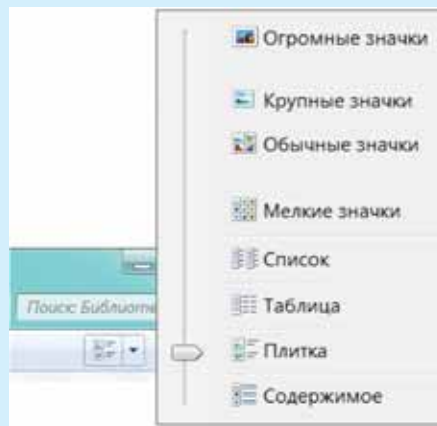 Огромные значки
Крупные значки
Обычные значки
Мелкие значки
Список
Поиск: Библиоте
Таблица
Плитка
Содержимое